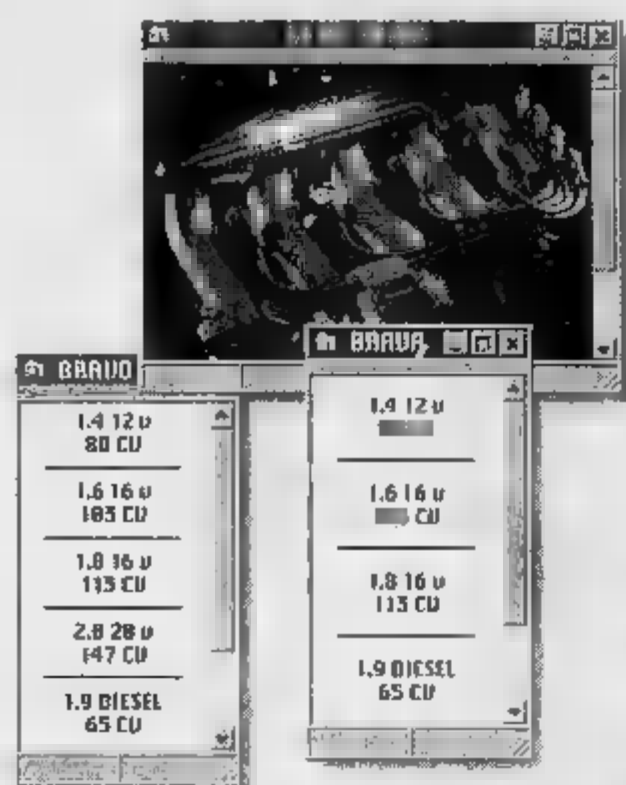 BRAVO
1.4 12 v
80 CV
1.6 16 v
103 CV
1.8 16 v
113 CV
2.0 20 v
147 CV
1.9 DIESEL
65 CV
BRAVA
1.4 12 v
1.6 16 v
CV
1.8 16 v
113 CV
1.9 DIESEL
65 CV